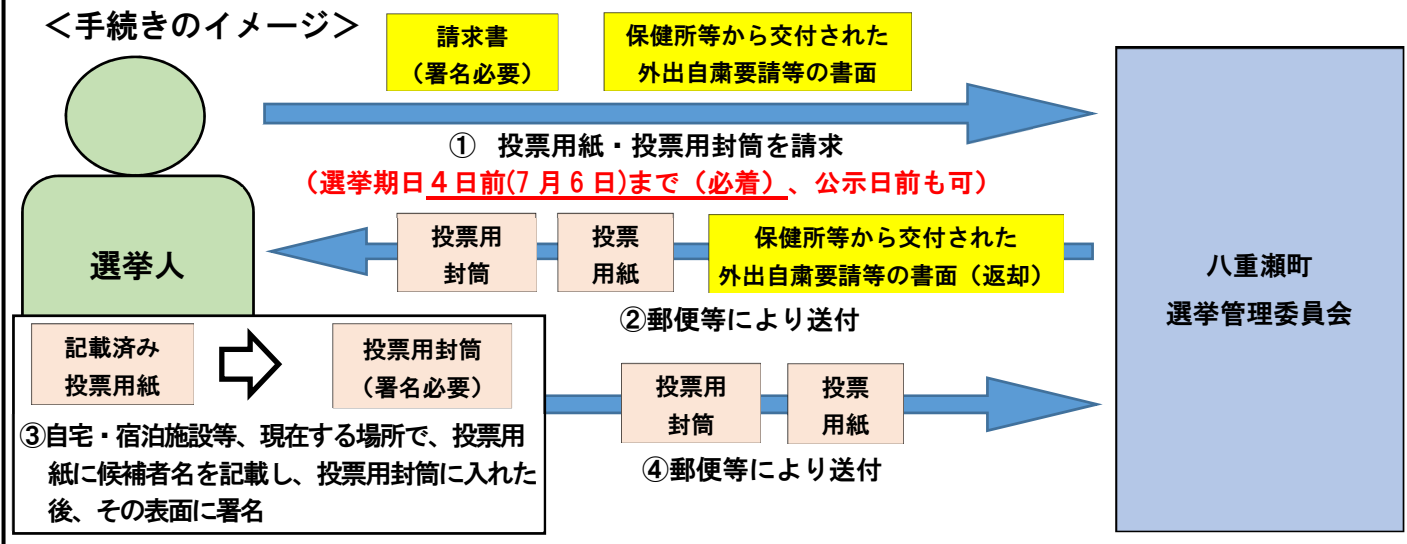 ＜手続きのイメージ＞
請求書
（署名必要）
保健所等から交付された
外出自粛要請等の書面
① 投票用紙・投票用封筒を請求
（選挙期日４日前(7 月 6 日)まで（必着）、公示日前も可）
選挙人
投票用
封筒
投票
用紙
保健所等から交付された
外出自粛要請等の書面（返却）
②郵便等により送付
八重瀬町
選挙管理委員会
記載済み
投票用紙
投票用封筒
（署名必要）
③自宅・宿泊施設等、現在する場所で、投票用
紙に候補者名を記載し、投票用封筒に入れた
後、その表面に署名
投票用
封筒
投票
用紙
④郵便等により送付